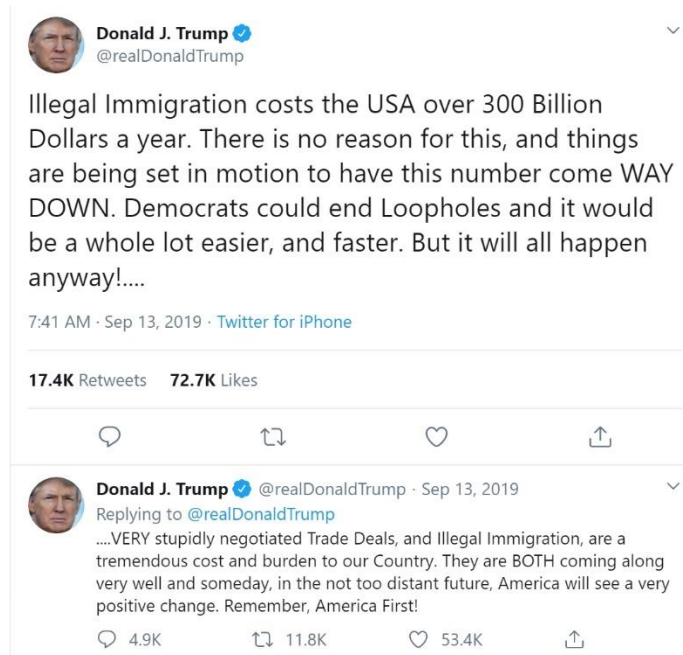 Donald J. Trump
@realDonaldTrump
Illegal Immigration costs the USA over 300 Billion
Dollars a year. There is no reason for this, and things
are being set in motion to have this number come WAY
DOWN. Democrats could end Loopholes and it would
be a whole lot easier, and faster. But it will all happen
anyway!....
7:41 AM · Sep 13, 2019 · Twitter for iPhone
17.4K Retweets 72.7K Likes
Donald J. Trump @realDonaldTrump · Sep 13, 2019
Replying to @realDonaldTrump
....VERY stupidly negotiated Trade Deals, and Illegal Immigration, are a
tremendous cost and burden to our Country. They are BOTH coming along
very well and someday, in the not too distant future, America will see a very
positive change. Remember, America First!
4.9K 11.8K 53.4K